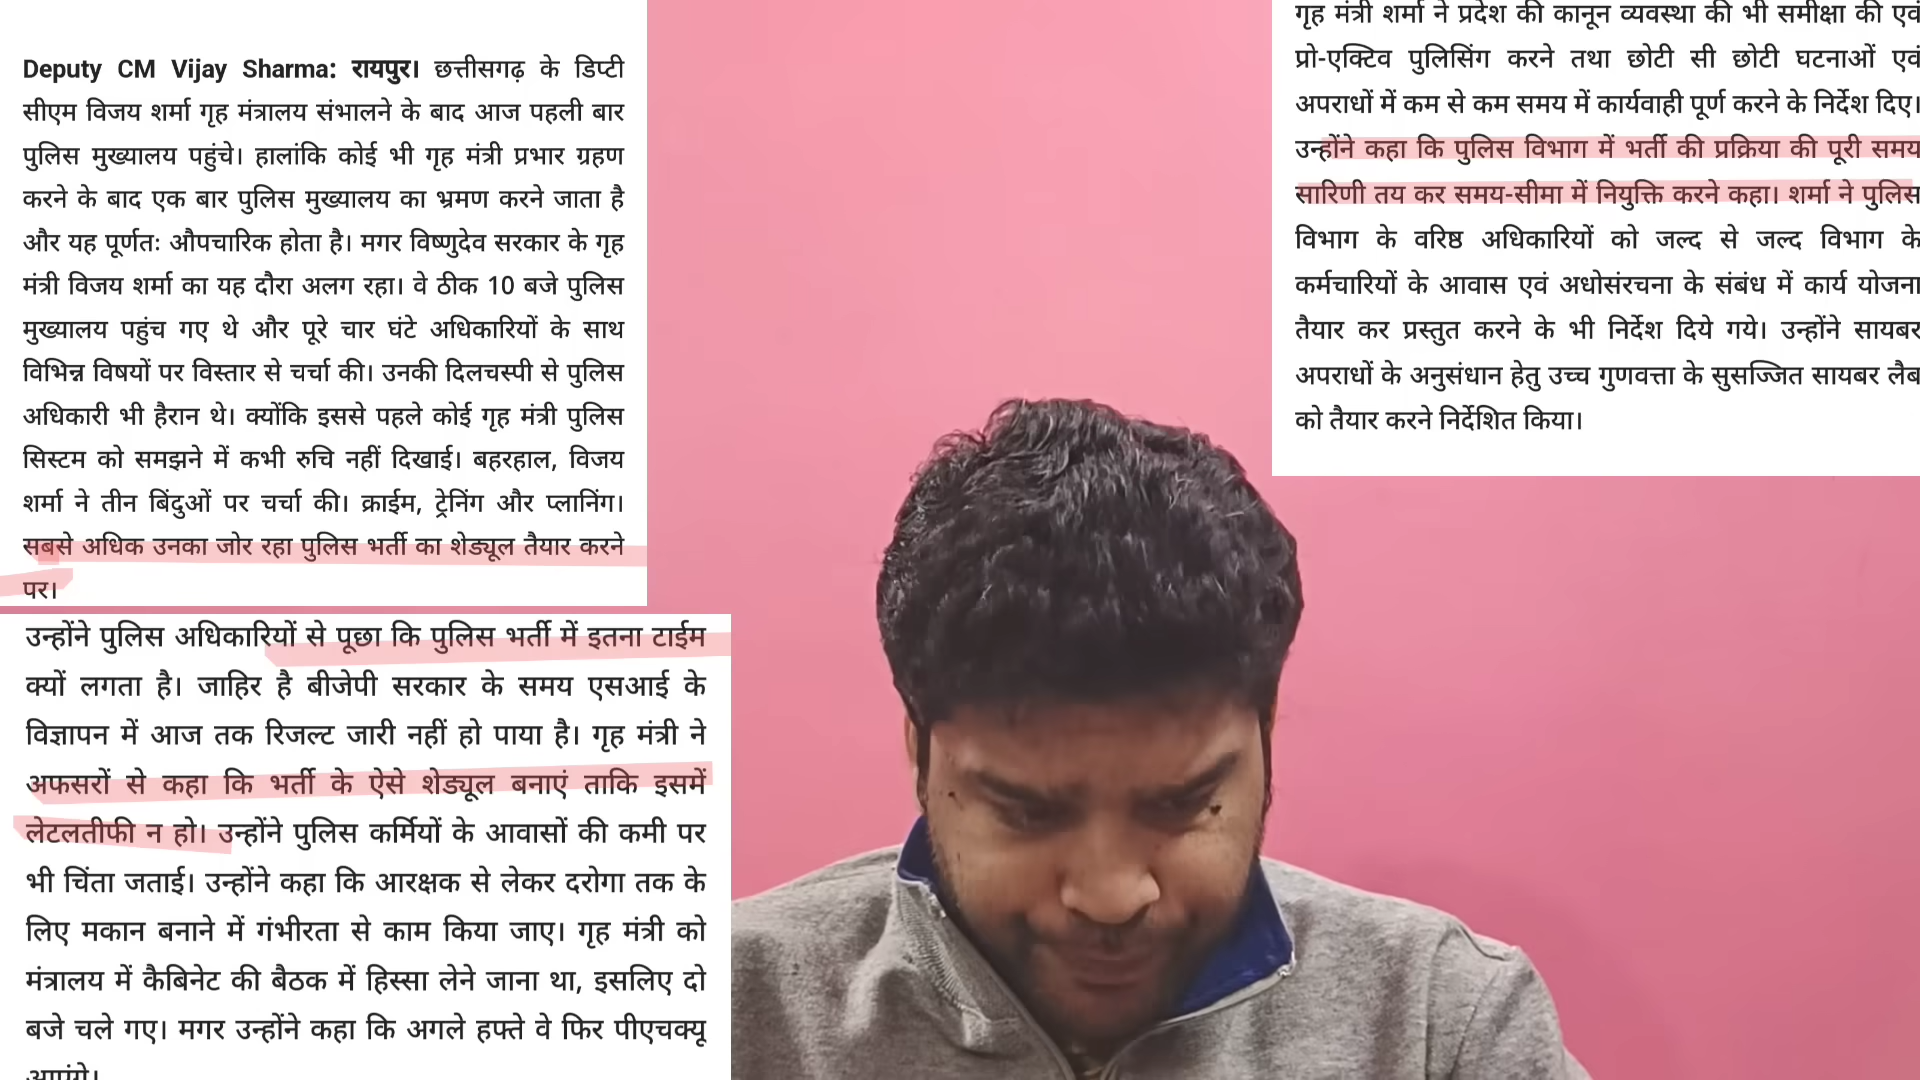 Deputy CM Vijay Sharma: रायपुर। छत्तीसगढ़ के डिप्टी
सीएम विजय शर्मा गृह मंत्रालय संभालने के बाद आज पहली बार
पुलिस मुख्यालय पहुंचे। हालांकि कोई भी गृह मंत्री प्रभार ग्रहण
करने के बाद एक बार पुलिस मुख्यालय का भ्रमण करने जाता है
और यह पूर्णतः औपचारिक होता है। मगर विष्णुदेव सरकार के गृह
मंत्री विजय शर्मा का यह दौरा अलग रहा। वे ठीक 10 बजे पुलिस
मुख्यालय पहुंच गए थे और पूरे चार घंटे अधिकारियों के साथ
विभिन्न विषयों पर विस्तार से चर्चा की। उनकी दिलचस्पी से पुलिस
अधिकारी भी हैरान थे। क्योंकि इससे पहले कोई गृह मंत्री पुलिस
सिस्टम को समझने में कभी रुचि नहीं दिखाई। बहरहाल, विजय
शर्मा ने तीन बिंदुओं पर चर्चा की। क्राईम, ट्रेनिंग और प्लानिंग।
सबसे अधिक उनका जोर रहा पुलिस भर्ती का शेड्यूल तैयार करने
पर।
उन्होंने पुलिस अधिकारियों से पूछा कि पुलिस भर्ती में इतना टाईम
क्यों लगता है। जाहिर है बीजेपी सरकार के समय एसआई के
विज्ञापन में आज तक रिजल्ट जारी नहीं हो पाया है। गृह मंत्री ने
अफसरों से कहा कि भर्ती के ऐसे शेड्यूल बनाएं ताकि इसमें
लेटलतीफी न हो। उन्होंने पुलिस कर्मियों के आवासों की कमी पर
भी चिंता जताई। उन्होंने कहा कि आरक्षक से लेकर दरोगा तक के
लिए मकान बनाने में गंभीरता से काम किया जाए। गृह मंत्री को
मंत्रालय में कैबिनेट की बैठक में हिस्सा लेने जाना था, इसलिए दो
बजे चले गए। मगर उन्होंने कहा कि अगले हफ्ते वे फिर पीएचक्यू
गृह मंत्री शर्मा ने प्रदेश की कानून व्यवस्था की भी समीक्षा की एवं
प्रो-एक्टिव पुलिसिंग करने तथा छोटी सी छोटी घटनाओं एवं
अपराधों में कम से कम समय में कार्यवाही पूर्ण करने के निर्देश दिए।
उन्होंने कहा कि पुलिस विभाग में भर्ती की प्रक्रिया की पूरी समय
सारिणी तय कर समय-सीमा में नियुक्ति करने कहा। शर्मा ने पुलिस
विभाग के वरिष्ठ अधिकारियों को जल्द से जल्द विभाग के
कर्मचारियों के आवास एवं अधोसंरचना के संबंध में कार्य योजना
तैयार कर प्रस्तुत करने के भी निर्देश दिये गये। उन्होंने सायबर
अपराधों के अनुसंधान हेतु उच्च गुणवत्ता के सुसज्जित सायबर लैब
को तैयार करने निर्देशित किया।